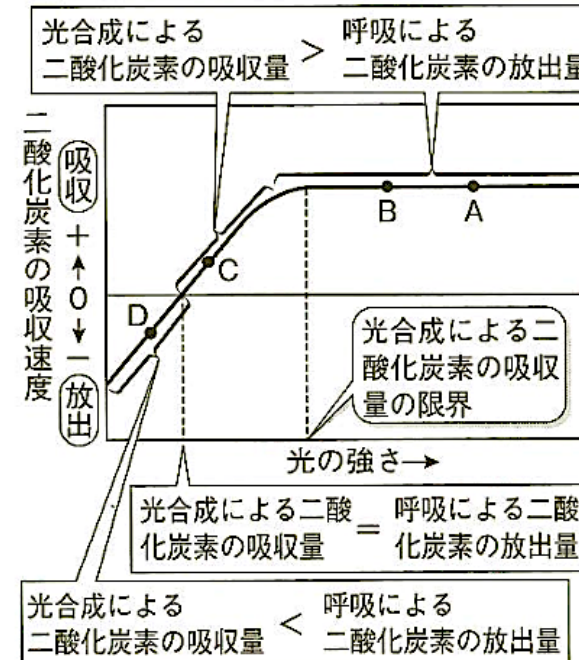 光合成による
二酸化炭素の吸収量
>
呼吸による
二酸化炭素の放出量
二酸化炭素の吸収速度
吸収
+
↑
0
↓
−
放出
B
A
C
D
光合成による二
酸化炭素の吸収
量の限界
光の強さ→
光合成による二酸
化炭素の吸収量
=
呼吸による二酸
化炭素の放出量
光合成による
二酸化炭素の吸収量
<
呼吸による
二酸化炭素の放出量